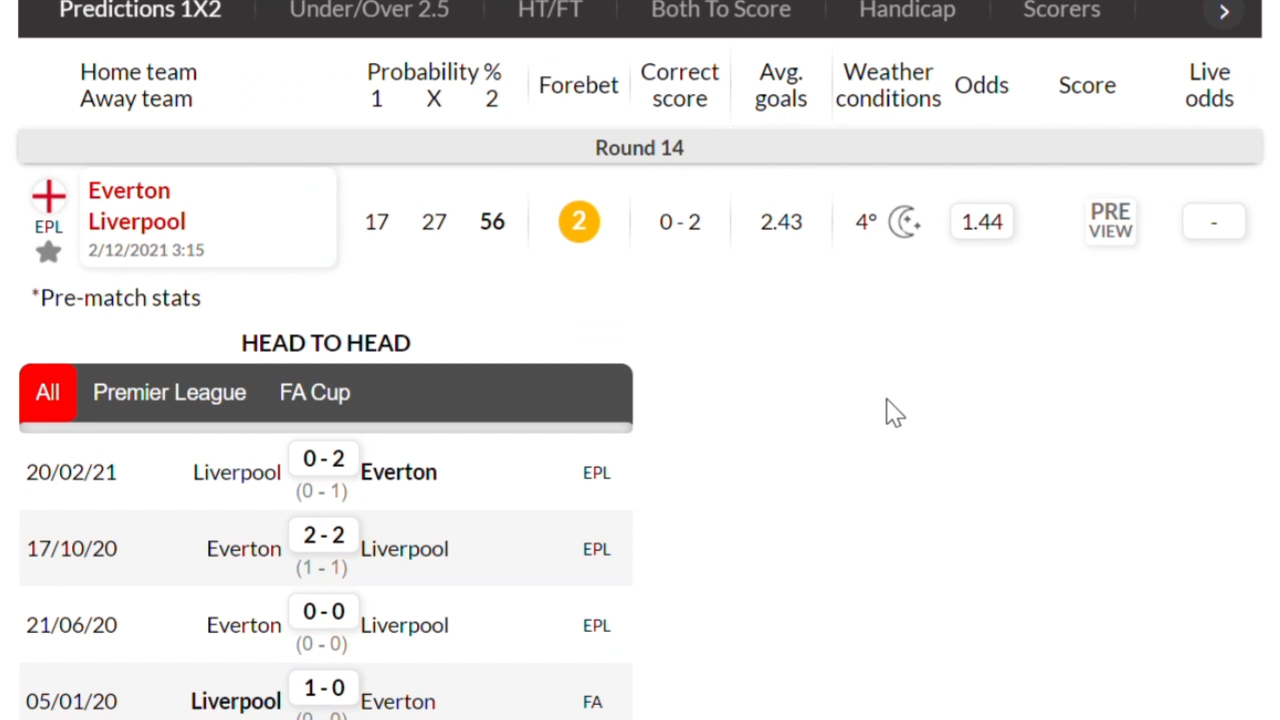 Predictions 1X2 Under/Over 2.5 HT/FT Both To Score Handicap Scorers
Home team Probability % Forebet Correct Avg. Weather Odds Score Live
Away team 1 X 2 score goals conditions odds
Round 14
Everton
Liverpool 17 27 56 2 0 - 2 2.43 4° 1.44 PRE VIEW -
EPL 2/12/2021 3:15
*Pre-match stats
HEAD TO HEAD
All Premier League FA Cup
20/02/21 Liverpool 0 - 2 Everton EPL
(0 - 1)
17/10/20 Everton 2 - 2 Liverpool EPL
(1 - 1)
21/06/20 Everton 0 - 0 Liverpool EPL
(0 - 0)
05/01/20 Liverpool 1 - 0 Everton FA
(0 - 0)